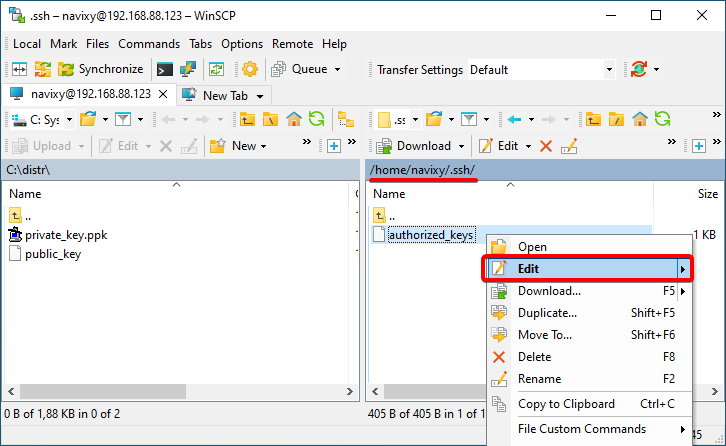 .ssh – navixy@192.168.88.123 – WinSCP
Local Mark Files Commands Tabs Options Remote Help
Synchronize Queue Transfer Settings Default
navixy@192.168.88.123 New Tab
C: Sys .ss
Upload Edit New Download Edit
C:\distr\ /home/navixy/.ssh/
Name Name Size
.. ..
private_key.ppk authorized_keys 1 KB
public_key
Open
Edit
Download... F5
Duplicate... Shift+F5
Move To... Shift+F6
Delete F8
Rename F2
Copy to Clipboard Ctrl+C
File Custom Commands
0 B of 1,88 KB in 0 of 2 405 B of 405 B in 1 of 1
45